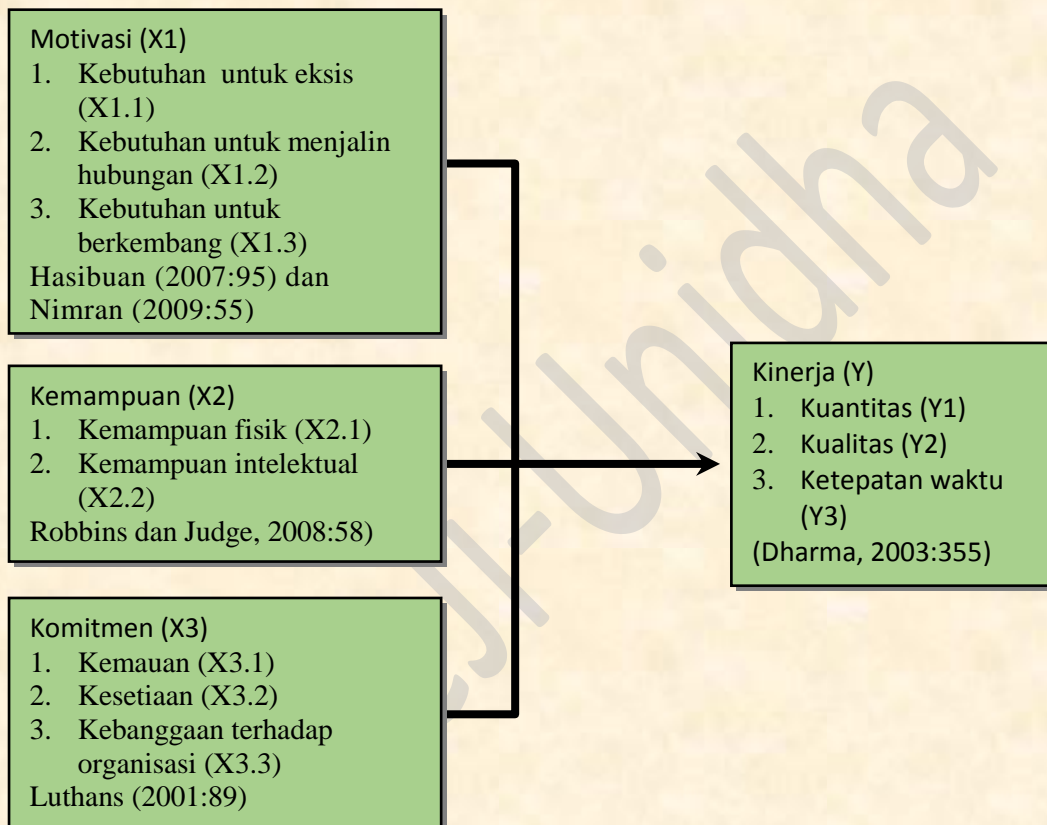 Motivasi (X1)
1. Kebutuhan untuk eksis
(X1.1)
2. Kebutuhan untuk menjalin
hubungan (X1.2)
3. Kebutuhan untuk
berkembang (X1.3)
Hasibuan (2007:95) dan
Nimran (2009:55)
Kemampuan (X2)
1. Kemampuan fisik (X2.1)
2. Kemampuan intelektual
(X2.2)
Robbins dan Judge, 2008:58)
Komitmen (X3)
1. Kemauan (X3.1)
2. Kesetiaan (X3.2)
3. Kebanggaan terhadap
organisasi (X3.3)
Luthans (2001:89)
Kinerja (Y)
1. Kuantitas (Y1)
2. Kualitas (Y2)
3. Ketepatan waktu
(Y3)
(Dharma, 2003:355)